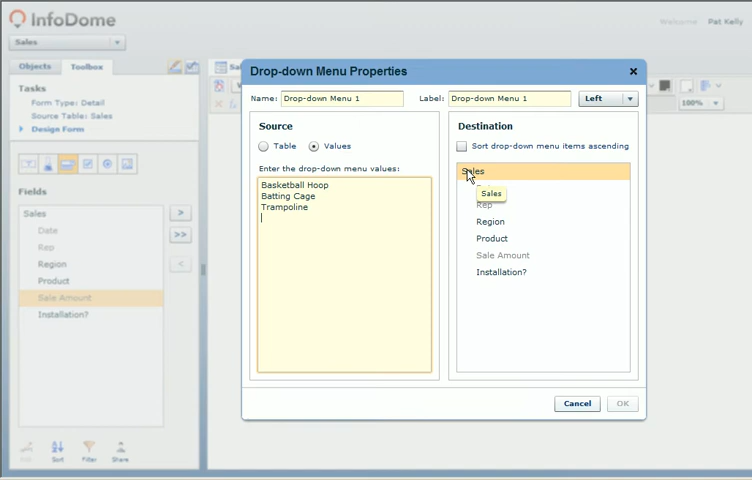 InfoDome
Welcome Pat Kelly
Sales
Objects Toolbox
Tasks
Form Type: Detail
Source Table: Sales
Design Form
Fields
Sales
Date
Rep
Region
Product
Sale Amount
Installation?
>
>>
<
Sort Filter Share
100%
Drop-down Menu Properties
Name: Drop-down Menu 1 Label: Drop-down Menu 1 Left
Source
Table Values
Enter the drop-down menu values:
Basketball Hoop
Batting Cage
Trampoline
Destination
Sort drop-down menu items ascending
Sales
Sales
Rep
Region
Product
Sale Amount
Installation?
Cancel OK